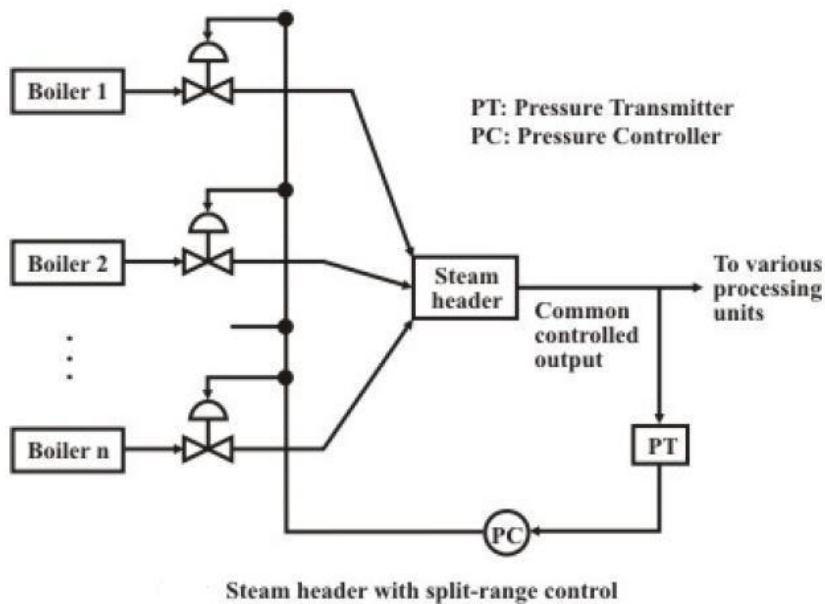 Boiler 1
PT: Pressure Transmitter
PC: Pressure Controller
Boiler 2
Steam
header
To various
processing
units
Common
controlled
output
Boiler n
PT
PC
Steam header with split-range control